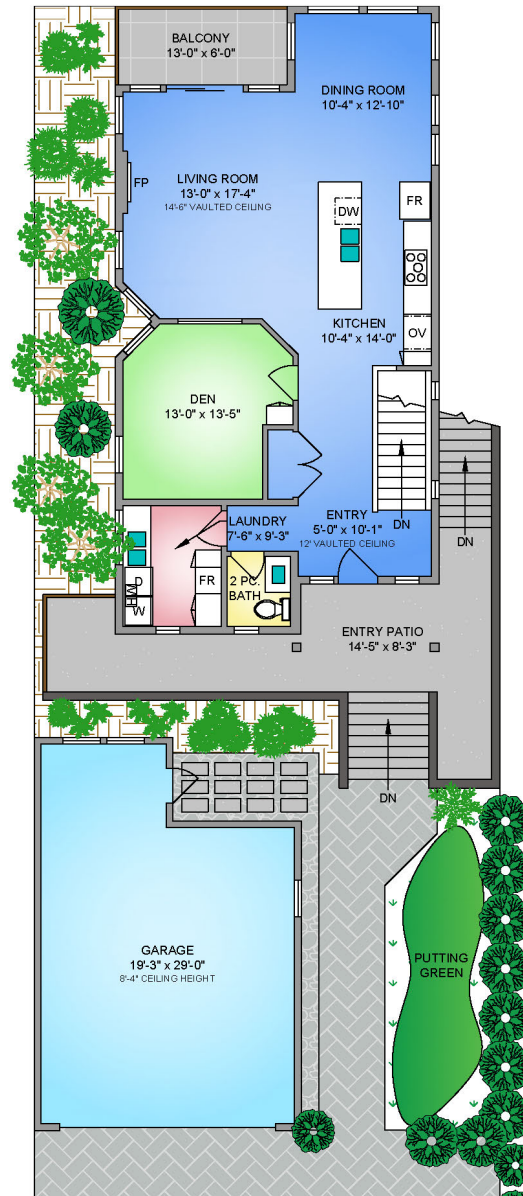 BALCONY
13'-0" x 6'-0"
DINING ROOM
10'-4" x 12'-10"
FP
LIVING ROOM
13'-0" x 17'-4"
14'-6" VAULTED CEILING
DW
FR
KITCHEN
10'-4" x 14'-0"
OV
DEN
13'-0" x 13'-5"
DN
DN
LAUNDRY
7'-6" x 9'-3"
ENTRY
5'-0" x 10'-1"
12' VAULTED CEILING
D
WH
W
FR
2 PC.
BATH
ENTRY PATIO
14'-5" x 8'-3"
DN
GARAGE
19'-3" x 29'-0"
8'-4" CEILING HEIGHT
PUTTING
GREEN